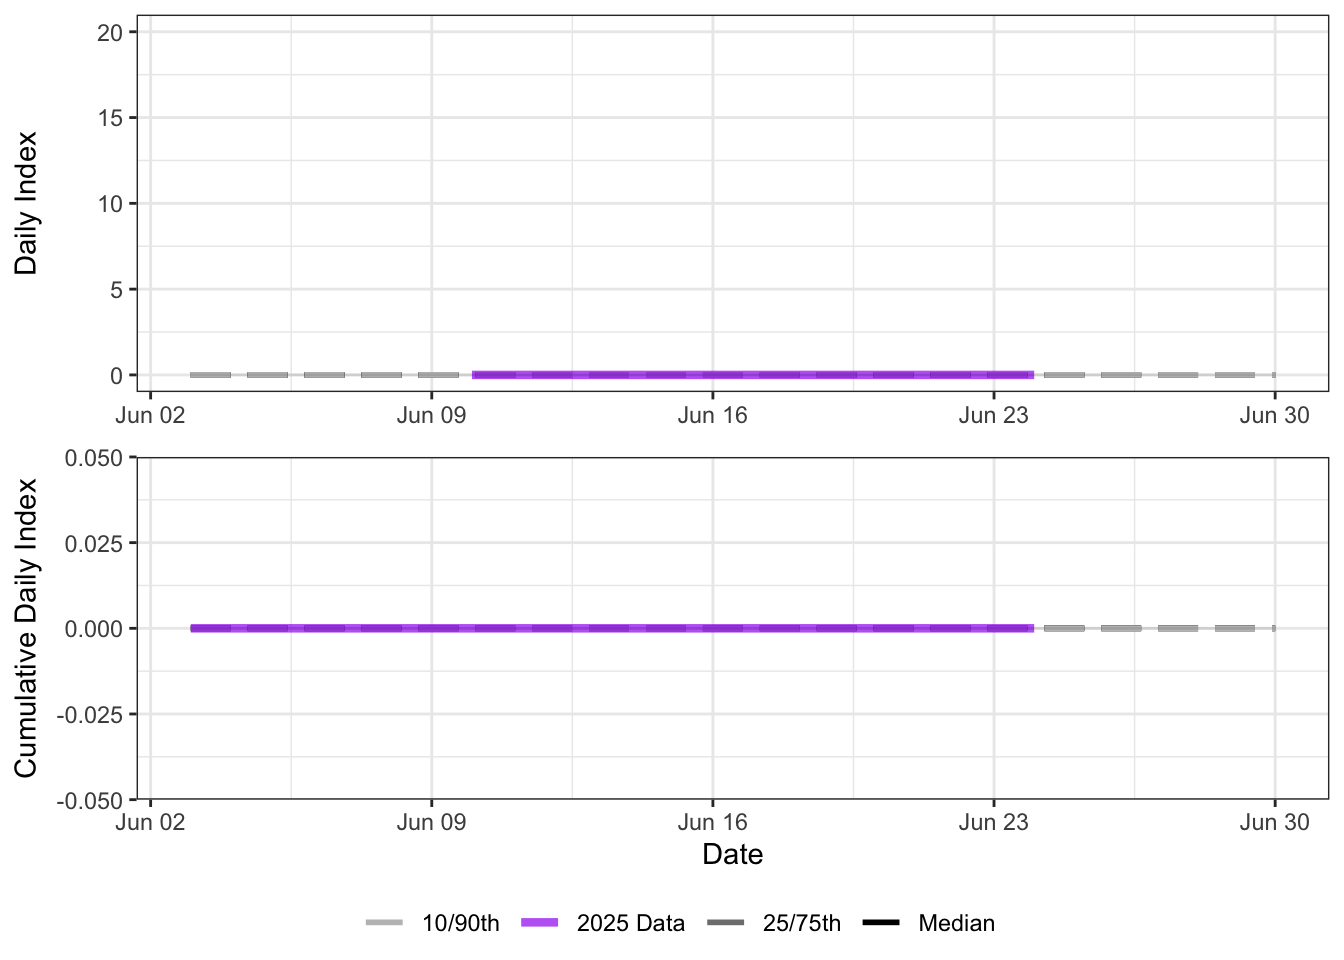 Daily Index
20
15
10
5
0
Jun 02 Jun 09 Jun 16 Jun 23 Jun 30
Cumulative Daily Index
0.050
0.025
0.000
-0.025
-0.050
Jun 02 Jun 09 Jun 16 Jun 23 Jun 30
Date
10/90th 2025 Data 25/75th Median